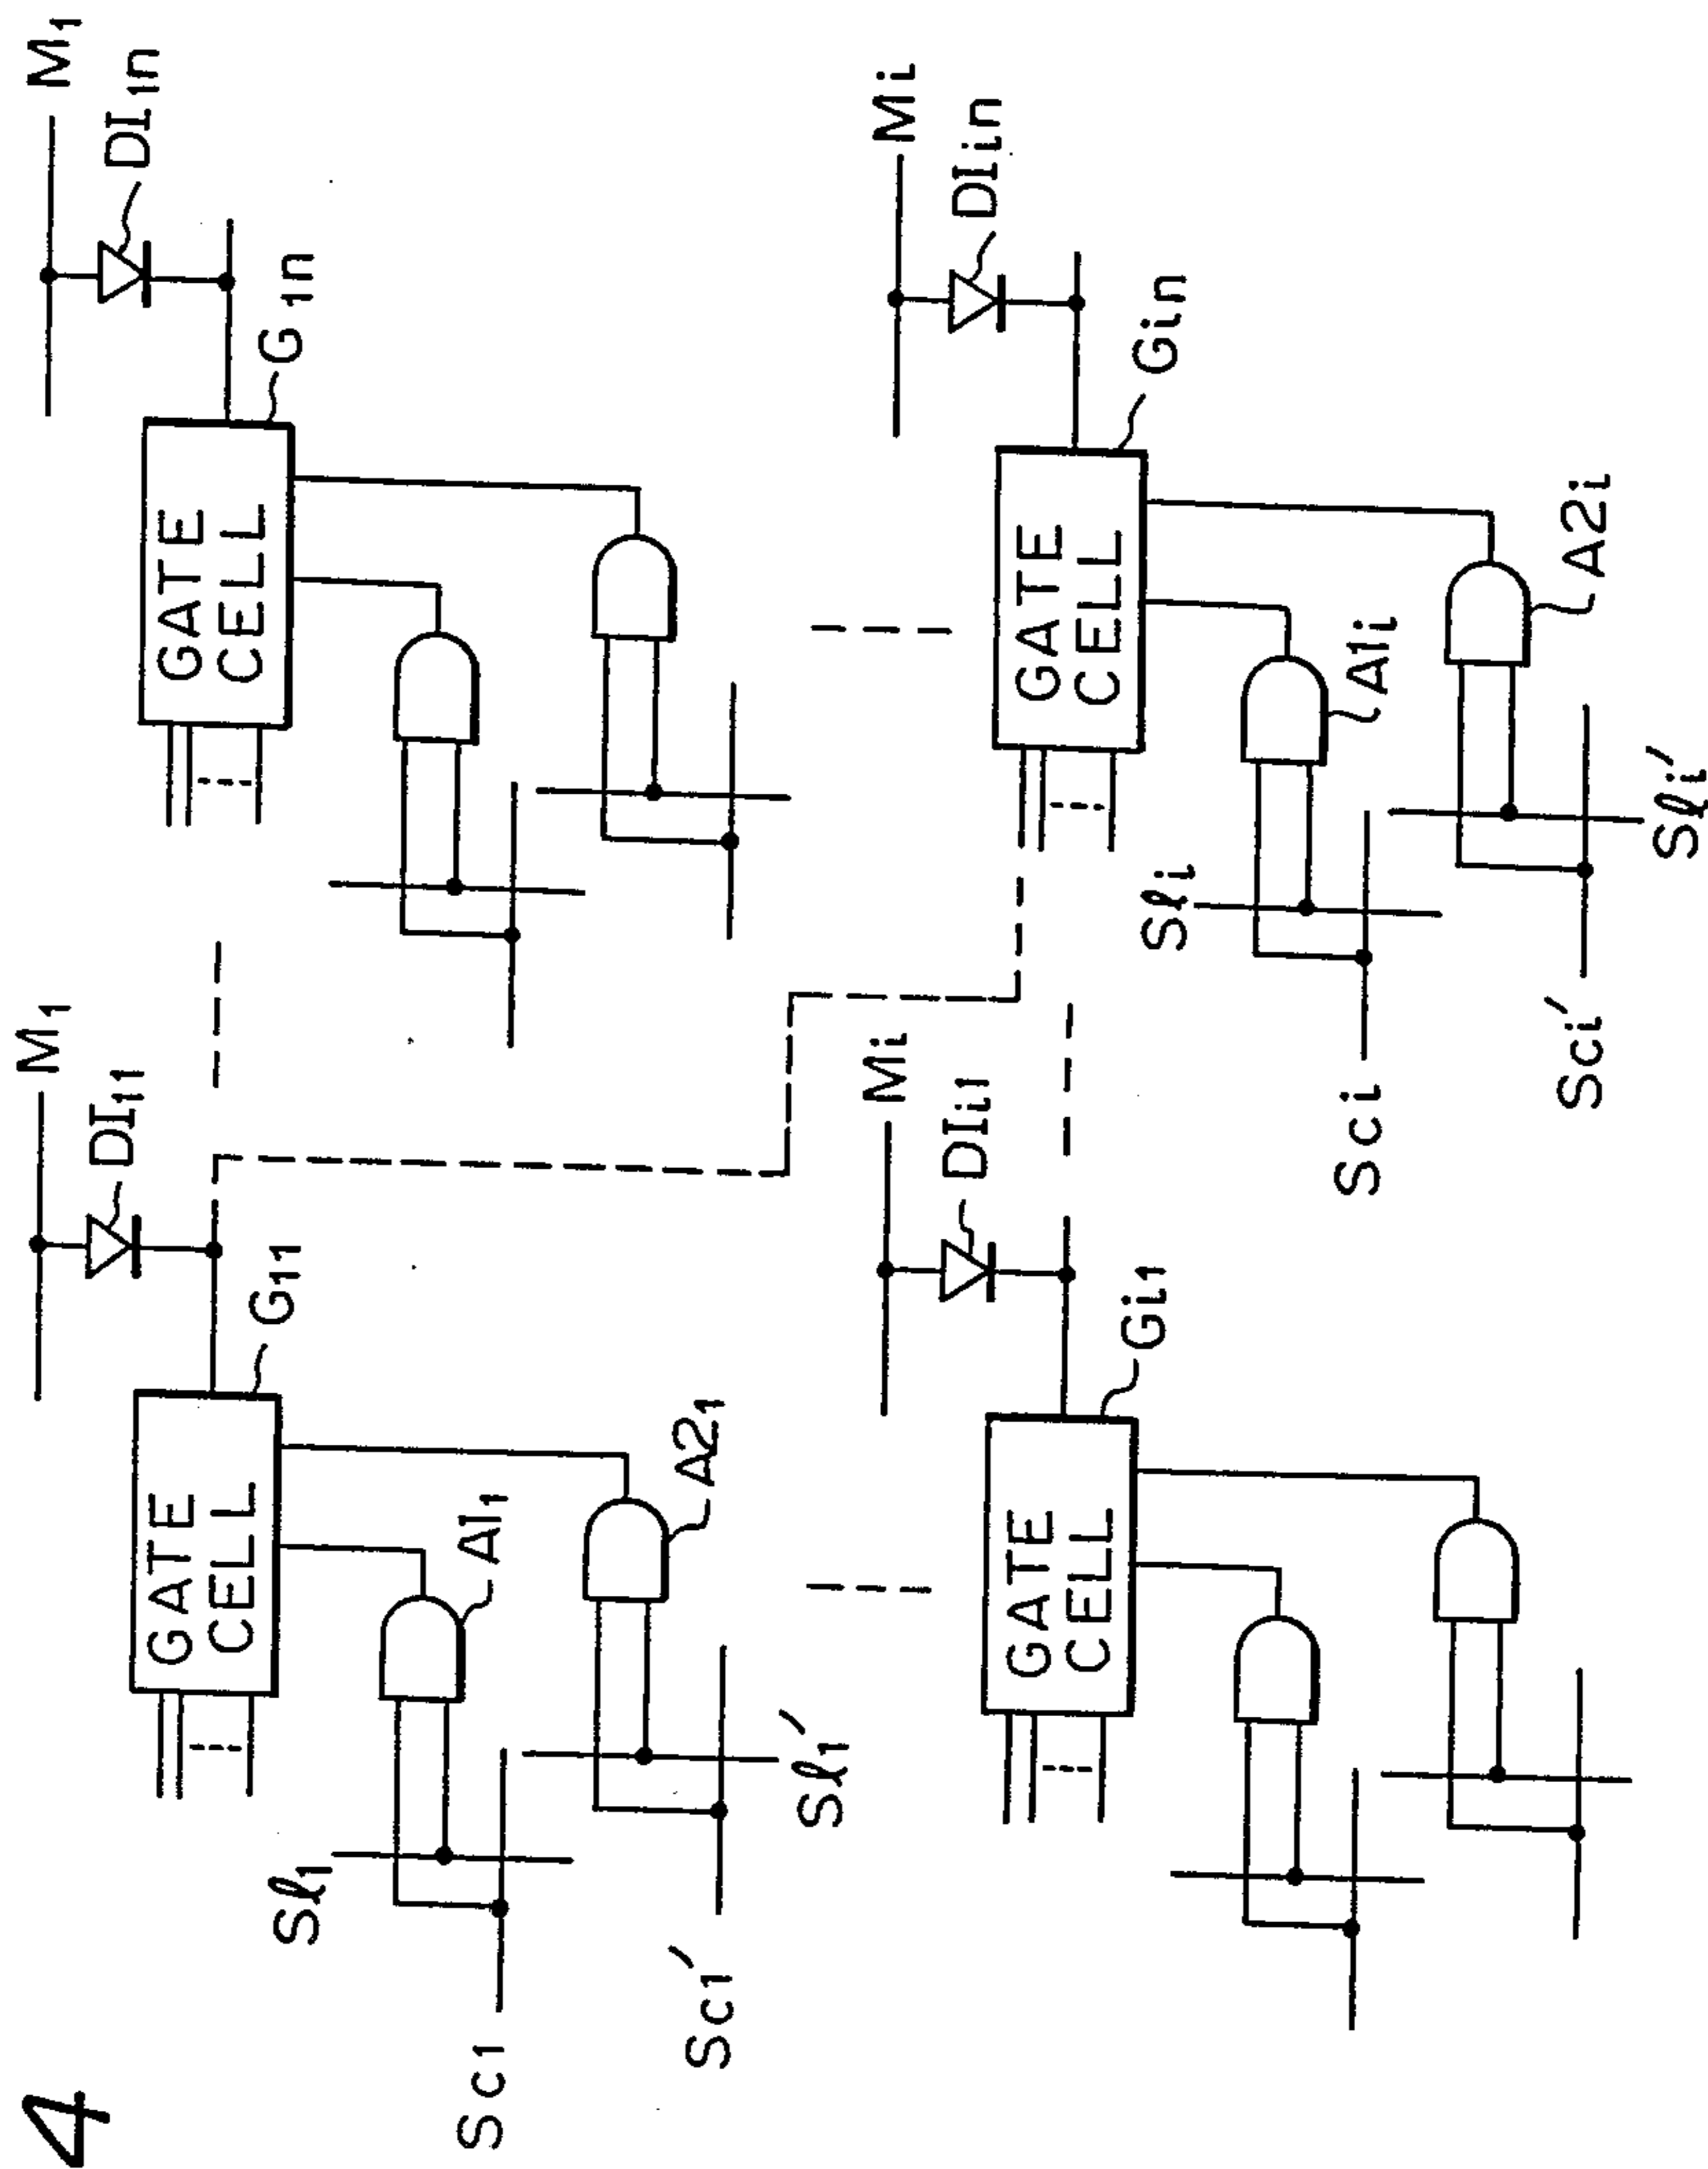 4
M1
DI11
GATE
CELL
G11
Sℓ1
Sc1
A11
A21
Sℓ1′
Sc1′
M1
DI1n
GATE
CELL
G1n
Mi
DIi1
GATE
CELL
Gi1
Mi
DIin
GATE
CELL
Gin
Sℓi
Sci
A1i
A2i
Sℓi′
Sci′